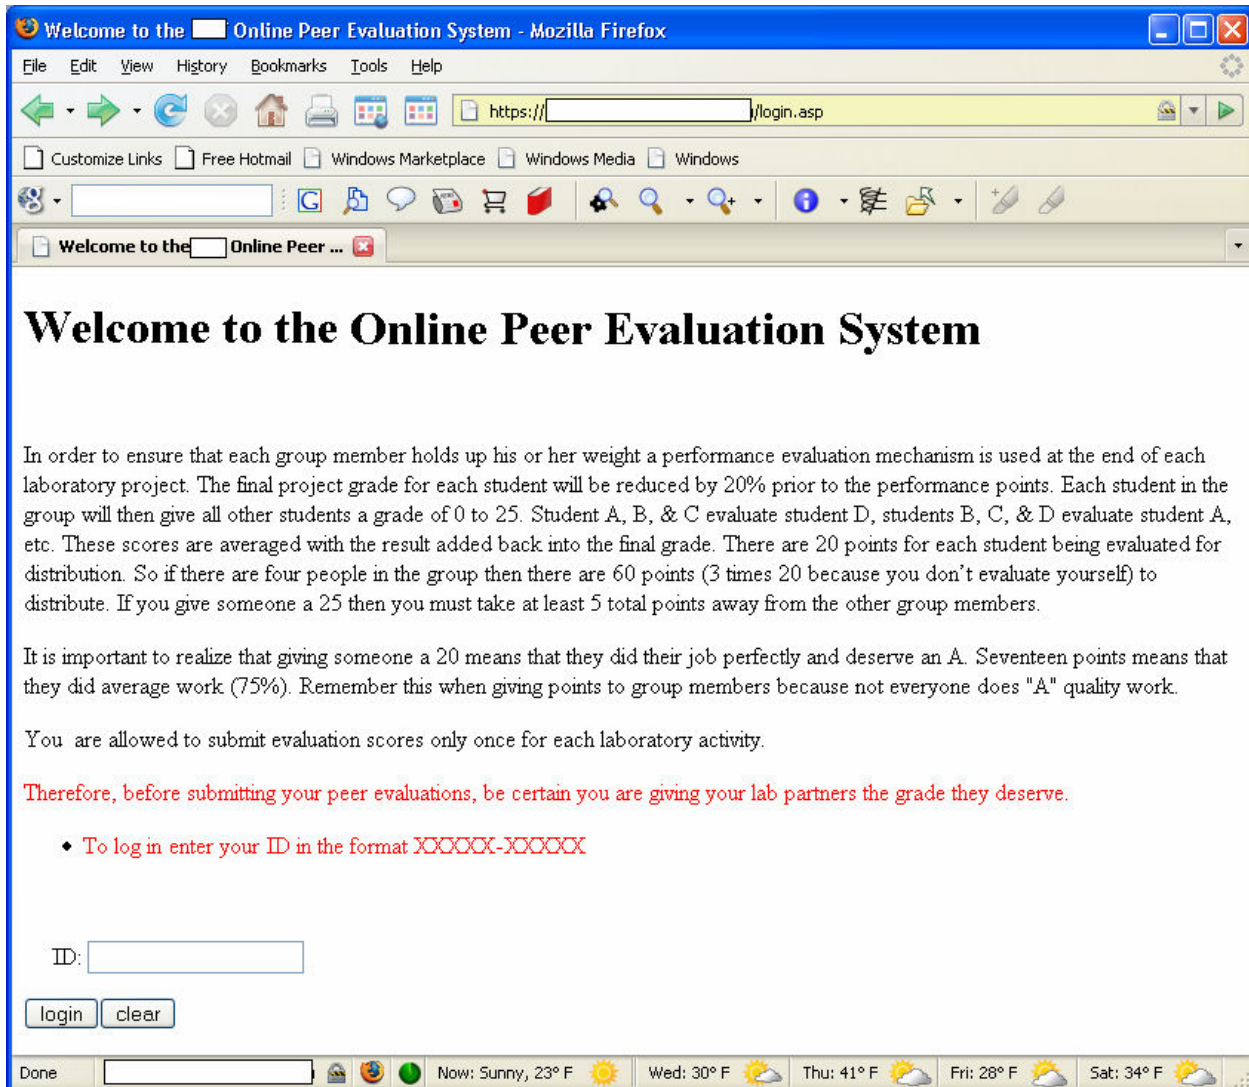 Welcome to the Online Peer Evaluation System - Mozilla Firefox
File Edit View History Bookmarks Tools Help
https:// /login.asp
Customize Links Free Hotmail Windows Marketplace Windows Media Windows
G
Welcome to the Online Peer ...
Welcome to the Online Peer Evaluation System
In order to ensure that each group member holds up his or her weight a performance evaluation mechanism is used at the end of each
laboratory project. The final project grade for each student will be reduced by 20% prior to the performance points. Each student in the
group will then give all other students a grade of 0 to 25. Student A, B, & C evaluate student D, students B, C, & D evaluate student A,
etc. These scores are averaged with the result added back into the final grade. There are 20 points for each student being evaluated for
distribution. So if there are four people in the group then there are 60 points (3 times 20 because you don't evaluate yourself) to
distribute. If you give someone a 25 then you must take at least 5 total points away from the other group members.
It is important to realize that giving someone a 20 means that they did their job perfectly and deserve an A. Seventeen points means that
they did average work (75%). Remember this when giving points to group members because not everyone does "A" quality work.
You are allowed to submit evaluation scores only once for each laboratory activity.
Therefore, before submitting your peer evaluations, be certain you are giving your lab partners the grade they deserve.
• To log in enter your ID in the format XXXXX-XXXXX
ID:
login clear
Done Now: Sunny, 23° F Wed: 30° F Thu: 41° F Fri: 28° F Sat: 34° F